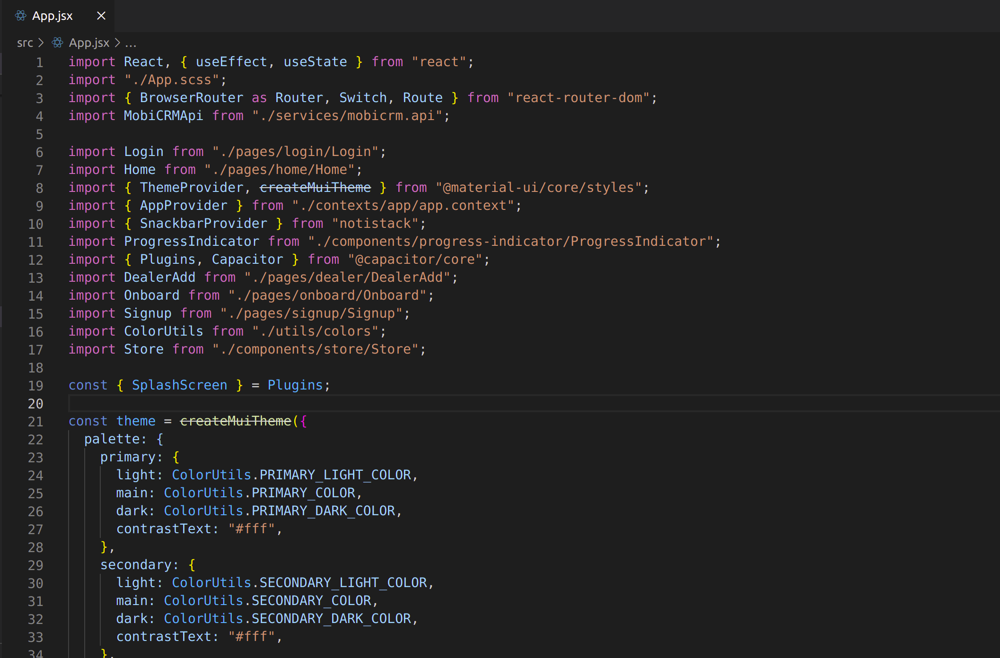 App.jsx ×
src > App.jsx > ...
1 import React, { useEffect, useState } from "react";
2 import "./App.scss";
3 import { BrowserRouter as Router, Switch, Route } from "react-router-dom";
4 import MobiCRMApi from "./services/mobicrm.api";
5
6 import Login from "./pages/login/Login";
7 import Home from "./pages/home/Home";
8 import { ThemeProvider, createMuiTheme } from "@material-ui/core/styles";
9 import { AppProvider } from "./contexts/app/app.context";
10 import { SnackbarProvider } from "notistack";
11 import ProgressIndicator from "./components/progress-indicator/ProgressIndicator";
12 import { Plugins, Capacitor } from "@capacitor/core";
13 import DealerAdd from "./pages/dealer/DealerAdd";
14 import Onboard from "./pages/onboard/Onboard";
15 import Signup from "./pages/signup/Signup";
16 import ColorUtils from "./utils/colors";
17 import Store from "./components/store/Store";
18
19 const { SplashScreen } = Plugins;
20
21 const theme = createMuiTheme({
22   palette: {
23     primary: {
24       light: ColorUtils.PRIMARY_LIGHT_COLOR,
25       main: ColorUtils.PRIMARY_COLOR,
26       dark: ColorUtils.PRIMARY_DARK_COLOR,
27       contrastText: "#fff",
28     },
29     secondary: {
30       light: ColorUtils.SECONDARY_LIGHT_COLOR,
31       main: ColorUtils.SECONDARY_COLOR,
32       dark: ColorUtils.SECONDARY_DARK_COLOR,
33       contrastText: "#fff",
34     },